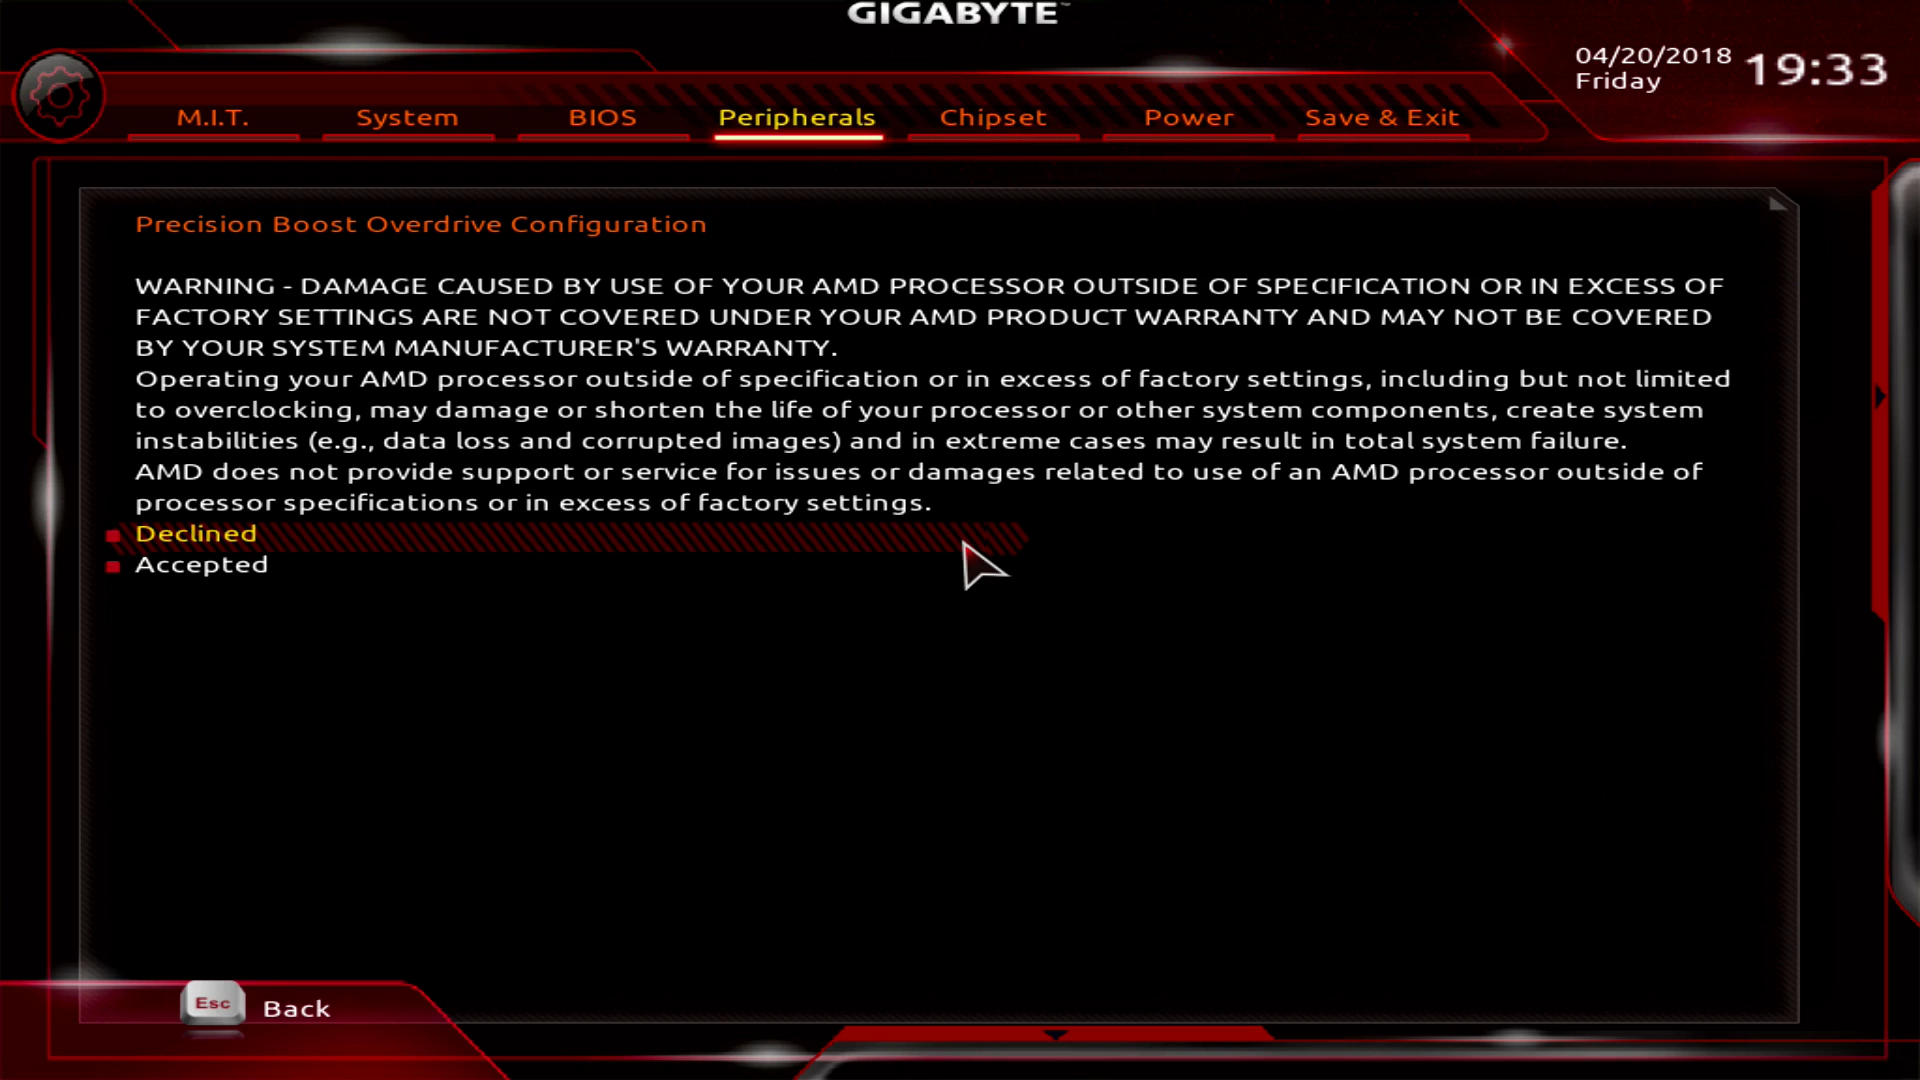 GIGABYTE™
04/20/2018
Friday
19:33
M.I.T. System BIOS Peripherals Chipset Power Save & Exit
Precision Boost Overdrive Configuration
WARNING - DAMAGE CAUSED BY USE OF YOUR AMD PROCESSOR OUTSIDE OF SPECIFICATION OR IN EXCESS OF
FACTORY SETTINGS ARE NOT COVERED UNDER YOUR AMD PRODUCT WARRANTY AND MAY NOT BE COVERED
BY YOUR SYSTEM MANUFACTURER'S WARRANTY.
Operating your AMD processor outside of specification or in excess of factory settings, including but not limited
to overclocking, may damage or shorten the life of your processor or other system components, create system
instabilities (e.g., data loss and corrupted images) and in extreme cases may result in total system failure.
AMD does not provide support or service for issues or damages related to use of an AMD processor outside of
processor specifications or in excess of factory settings.
Declined
Accepted
Esc Back